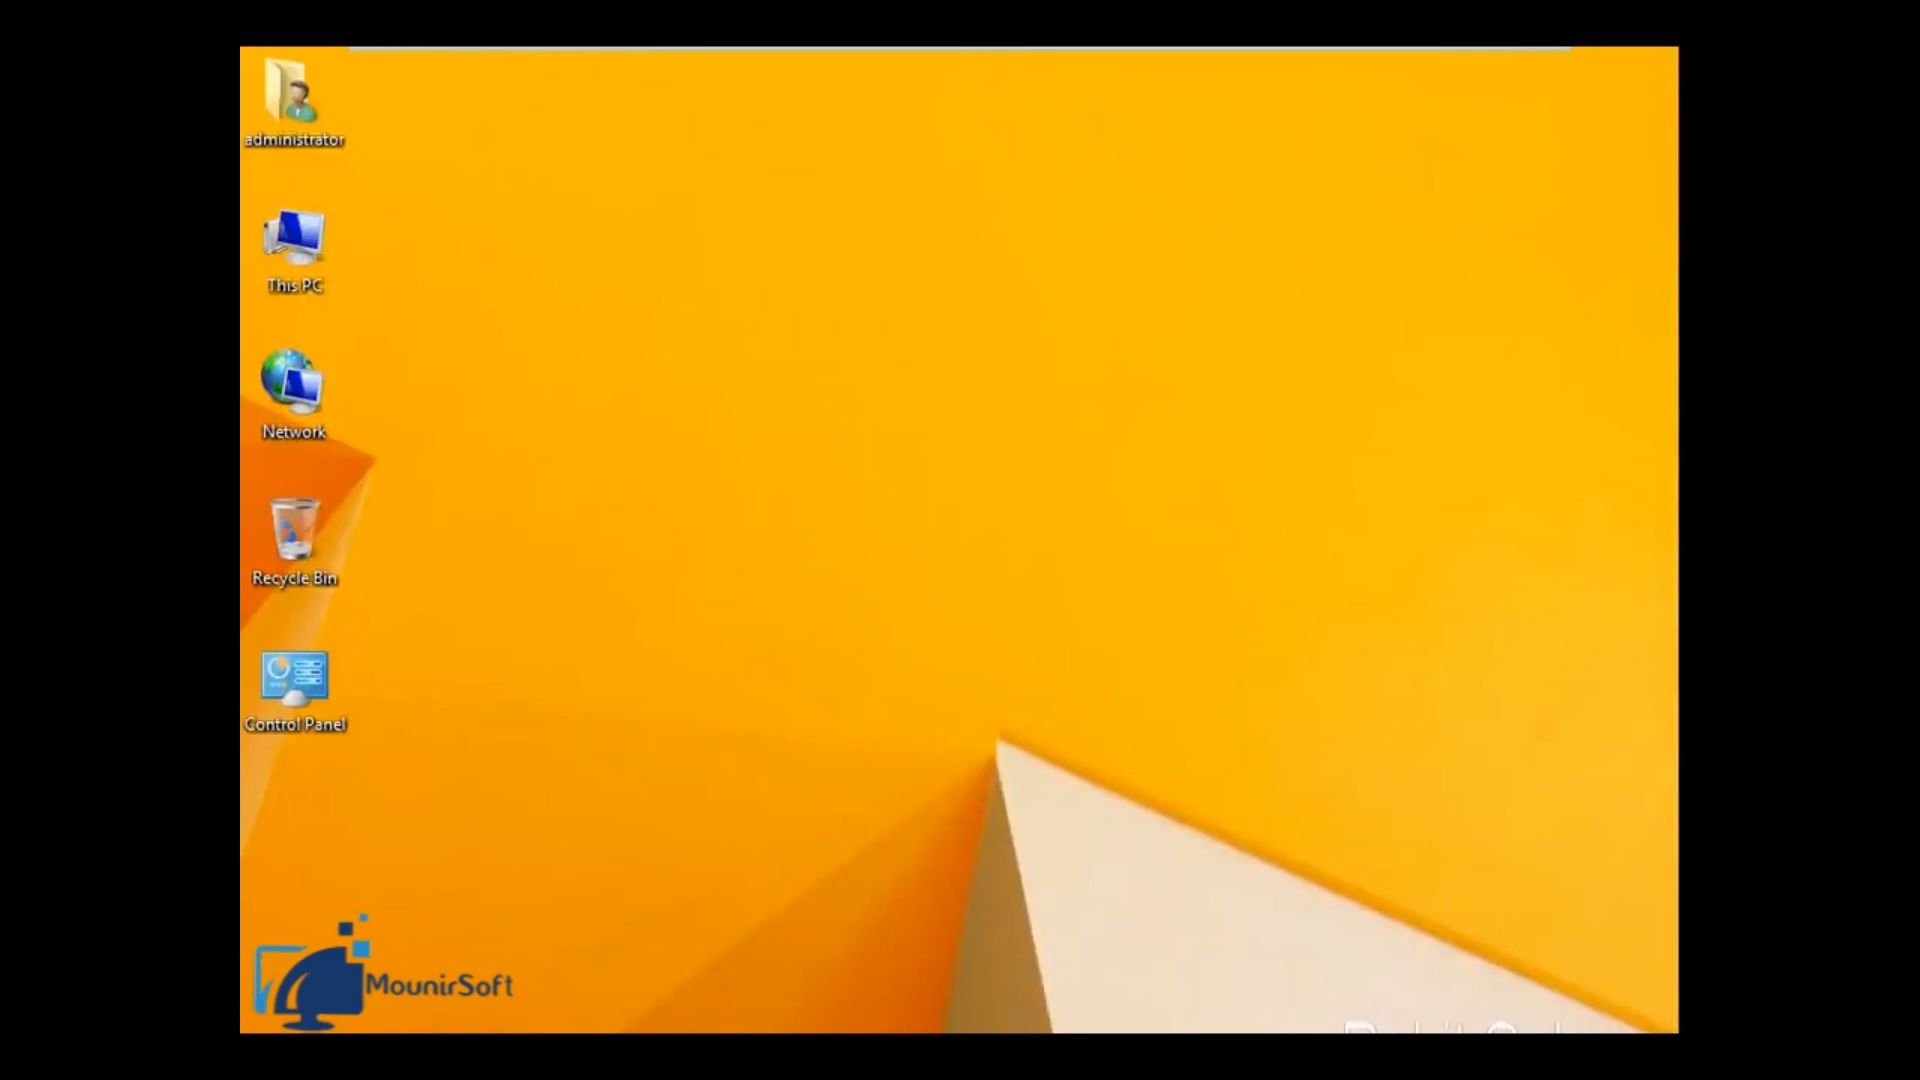 administrator
This PC
Network
Recycle Bin
Control Panel
MounirSoft